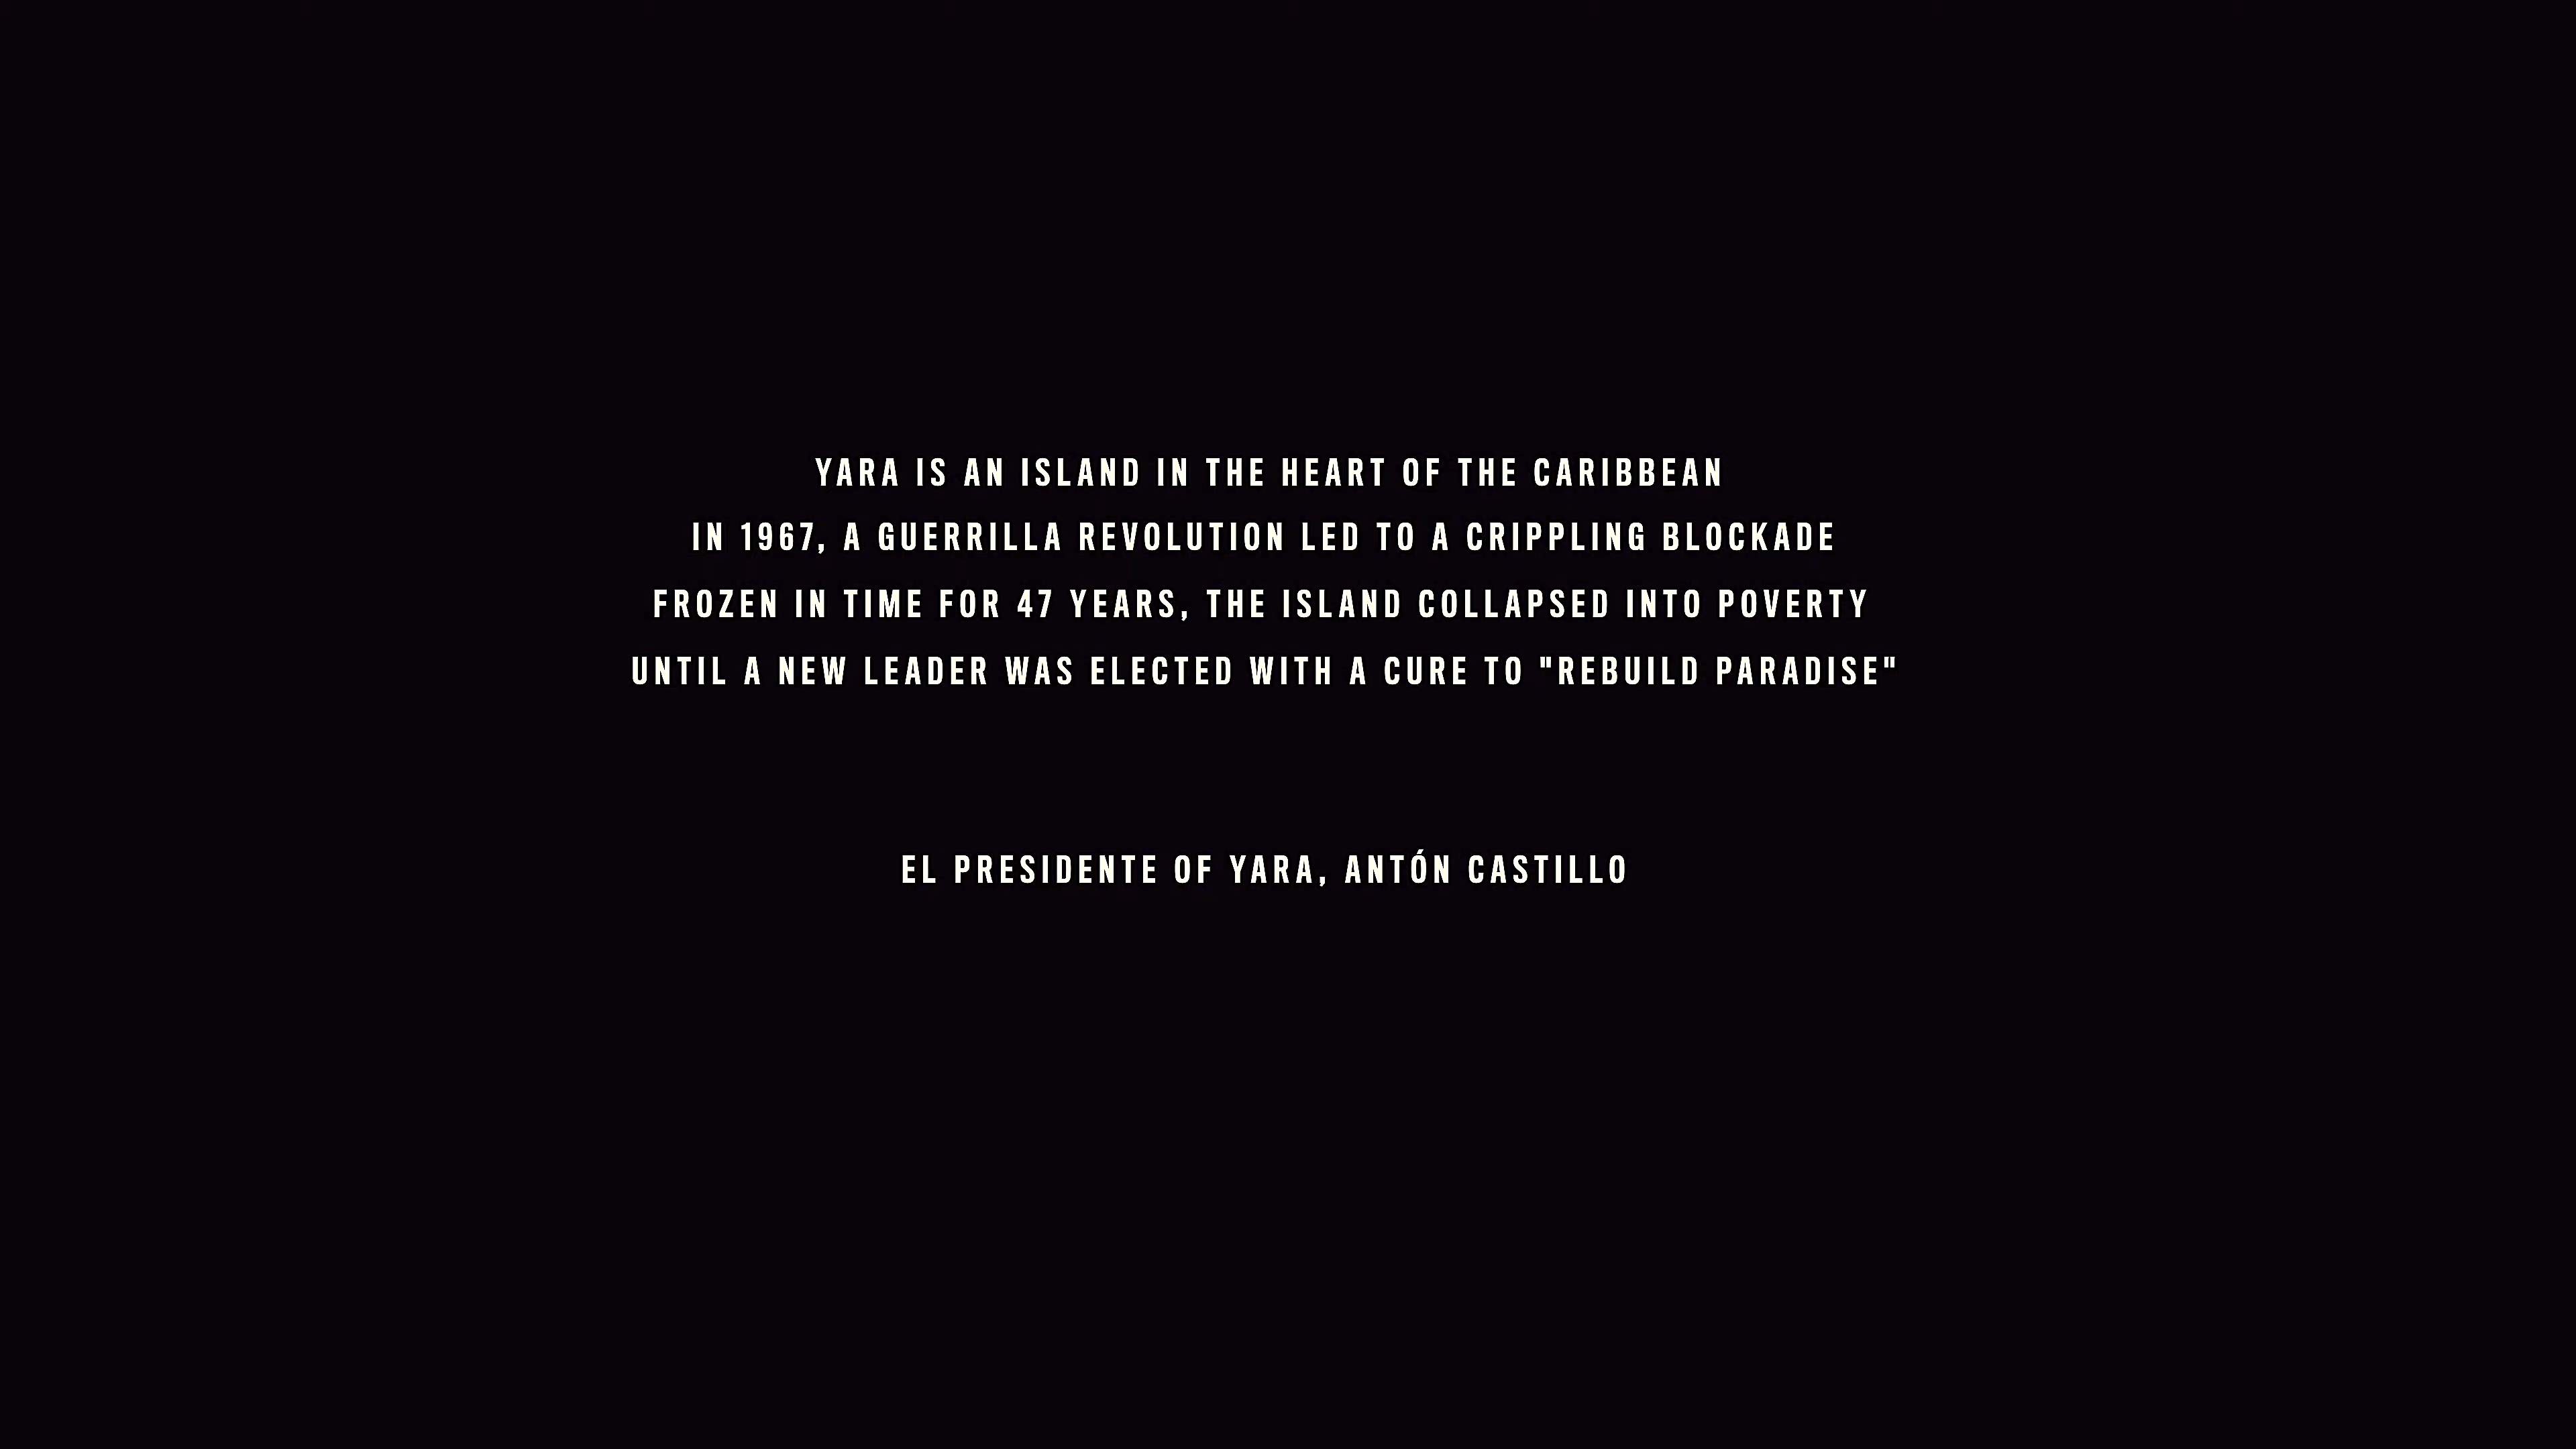 YARA IS AN ISLAND IN THE HEART OF THE CARIBBEAN
IN 1967, A GUERRILLA REVOLUTION LED TO A CRIPPLING BLOCKADE
FROZEN IN TIME FOR 47 YEARS, THE ISLAND COLLAPSED INTO POVERTY
UNTIL A NEW LEADER WAS ELECTED WITH A CURE TO "REBUILD PARADISE"
EL PRESIDENTE OF YARA, ANTÓN CASTILLO